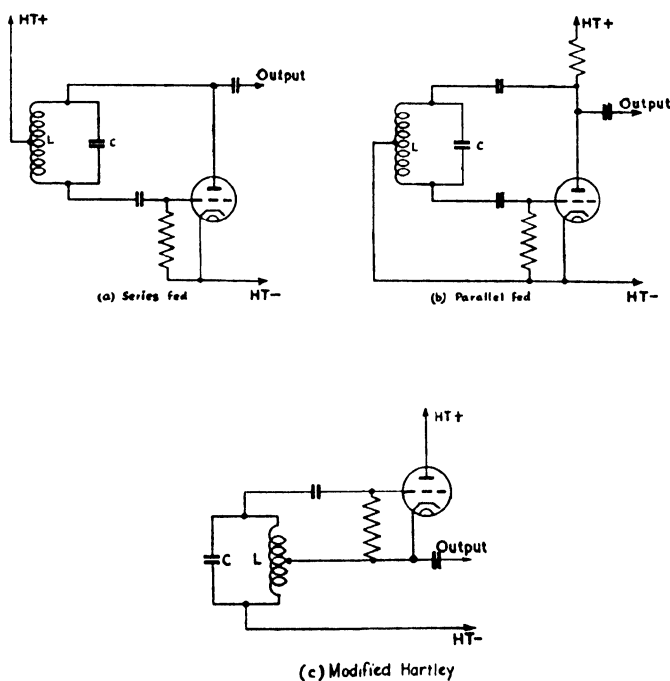 HT+
Output
L
C
HT−
(a) Series fed
HT+
Output
L
C
HT−
(b) Parallel fed
HT+
C
L
Output
HT−
(c) Modified Hartley